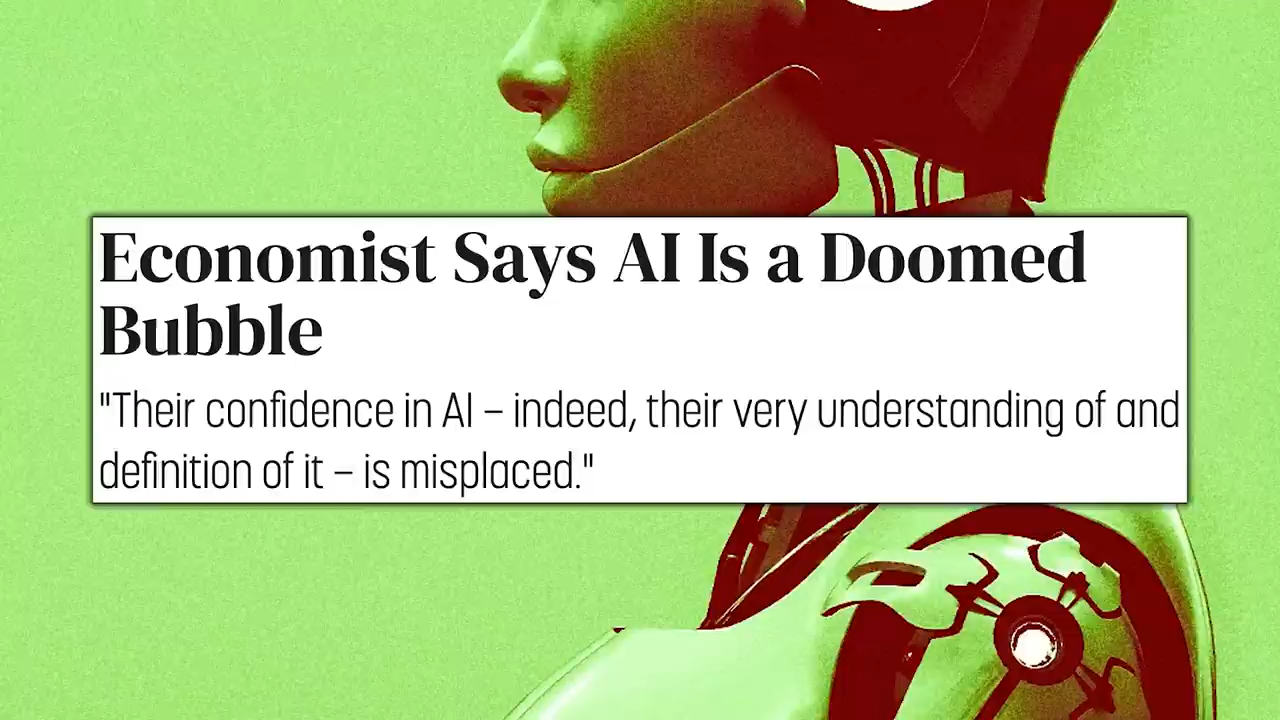 Economist Says AI Is a Doomed
Bubble
"Their confidence in AI – indeed, their very understanding of and
definition of it – is misplaced."